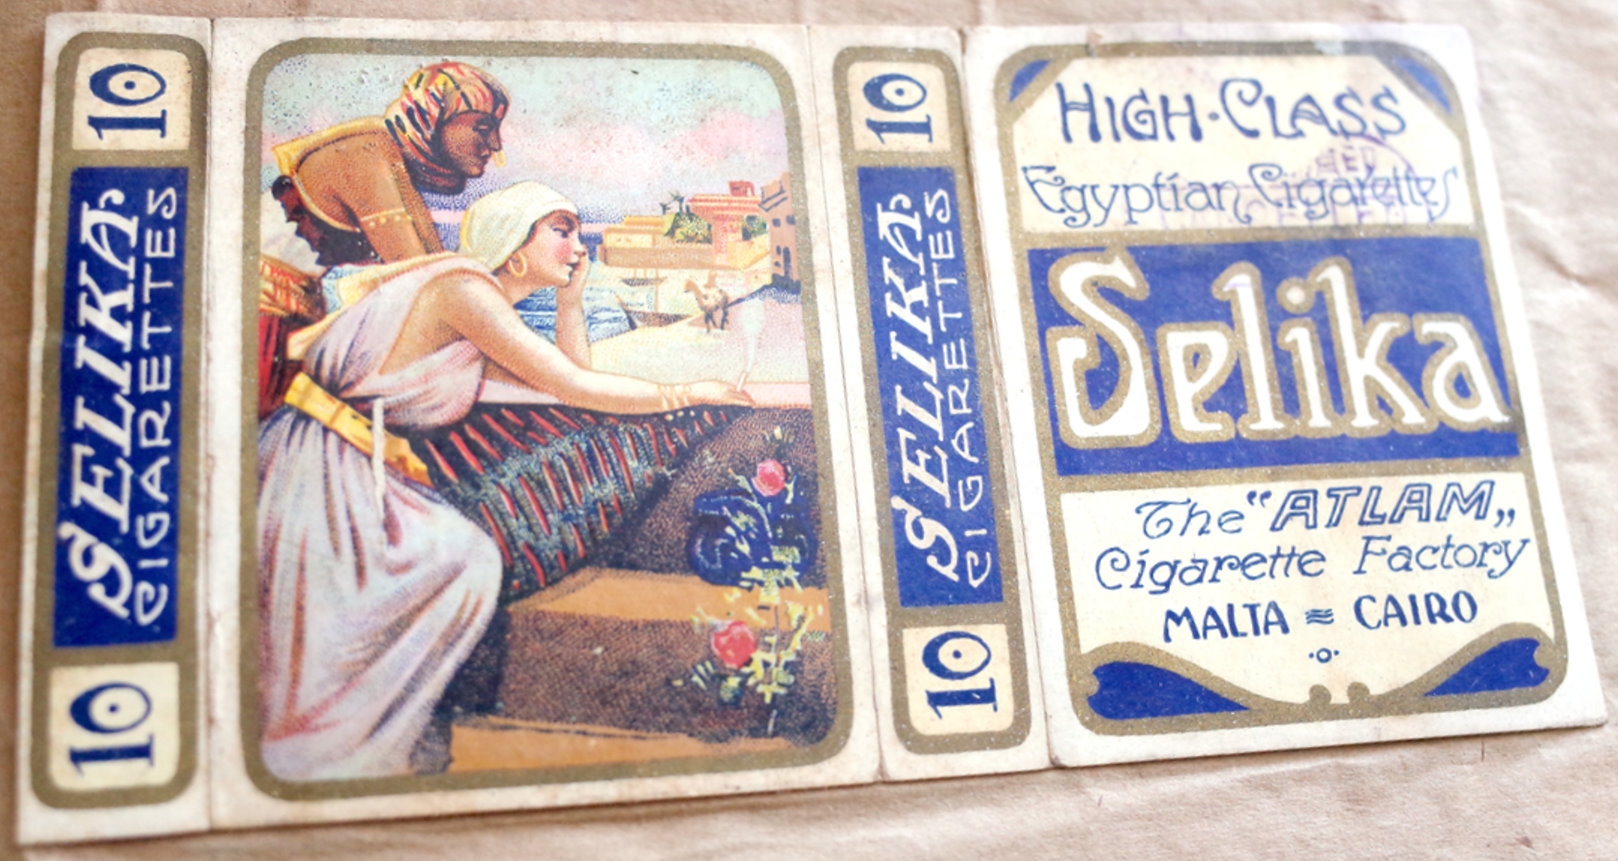 10
SELIKA
CIGARETTES
10
10
SELIKA
CIGARETTES
10
HIGH·CLASS
Egyptian Cigarettes
Selika
The "ATLAM„
Cigarette Factory
MALTA ≈ CAIRO
·o·